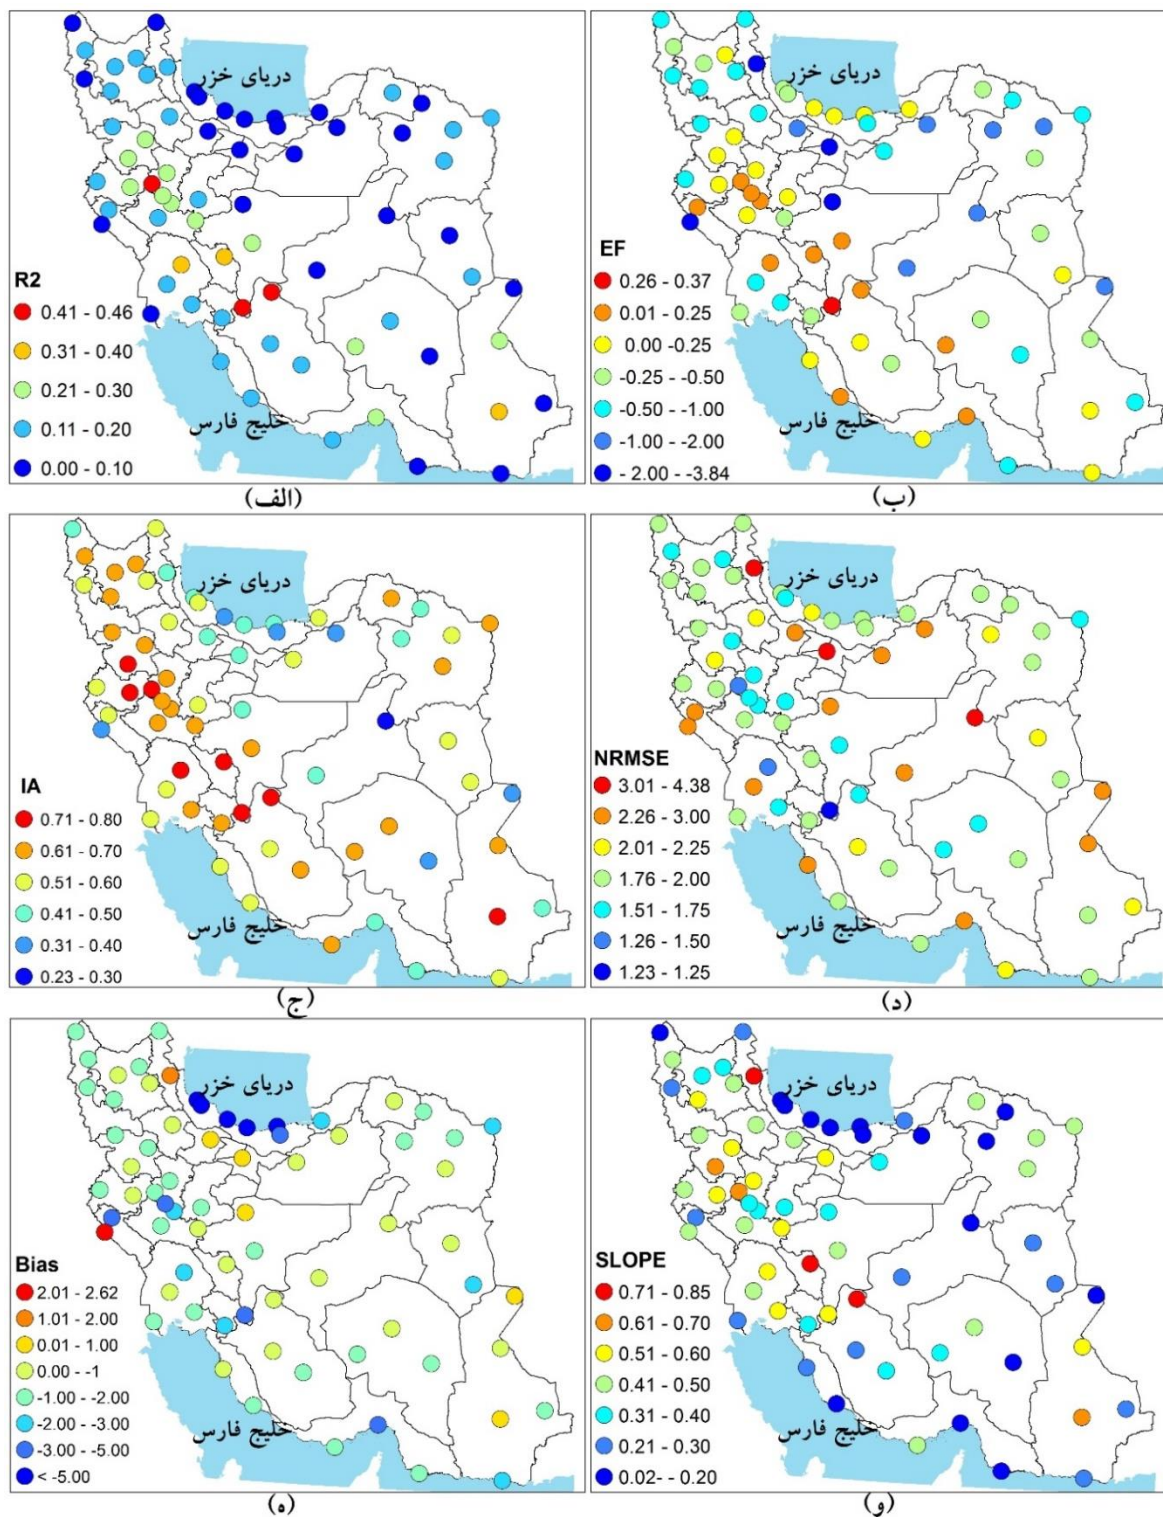 دریای خزر
R2
0.41 - 0.46
0.31 - 0.40
0.21 - 0.30
0.11 - 0.20
0.00 - 0.10
خلیج فارس
(الف)
دریای خزر
EF
0.26 - 0.37
0.01 - 0.25
0.00 -0.25
-0.25 - -0.50
-0.50 - -1.00
-1.00 - -2.00
- 2.00 - -3.84
خلیج فارس
(ب)
دریای خزر
IA
0.71 - 0.80
0.61 - 0.70
0.51 - 0.60
0.41 - 0.50
0.31 - 0.40
0.23 - 0.30
خلیج فارس
(ج)
دریای خزر
NRMSE
3.01 - 4.38
2.26 - 3.00
2.01 - 2.25
1.76 - 2.00
1.51 - 1.75
1.26 - 1.50
1.23 - 1.25
خلیج فارس
(د)
دریای خزر
Bias
2.01 - 2.62
1.01 - 2.00
0.01 - 1.00
0.00 - -1
-1.00 - -2.00
-2.00 - -3.00
-3.00 - -5.00
< -5.00
خلیج فارس
(ه)
دریای خزر
SLOPE
0.71 - 0.85
0.61 - 0.70
0.51 - 0.60
0.41 - 0.50
0.31 - 0.40
0.21 - 0.30
0.02- - 0.20
خلیج فارس
(و)